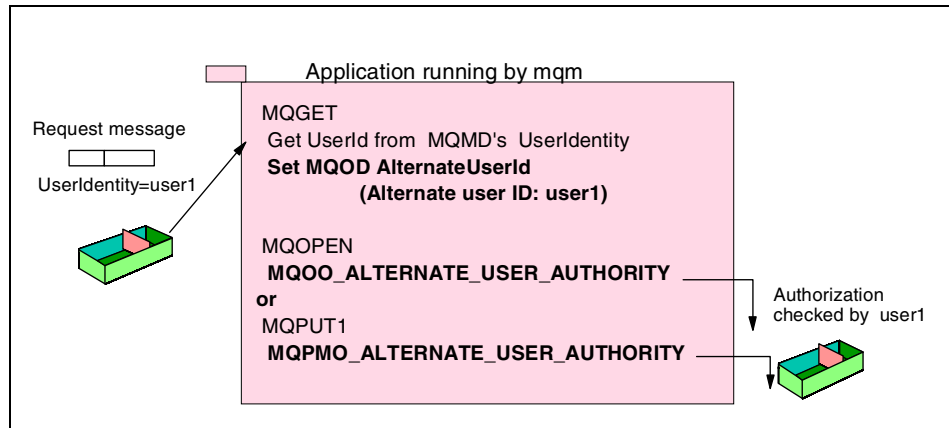 Application running by mqm
Request message
UserIdentity=user1
MQGET
Get UserId from MQMD's UserIdentity
Set MQOD AlternateUserId
(Alternate user ID: user1)
MQOPEN
MQOO_ALTERNATE_USER_AUTHORITY
or
MQPUT1
MQPMO_ALTERNATE_USER_AUTHORITY
Authorization
checked by user1